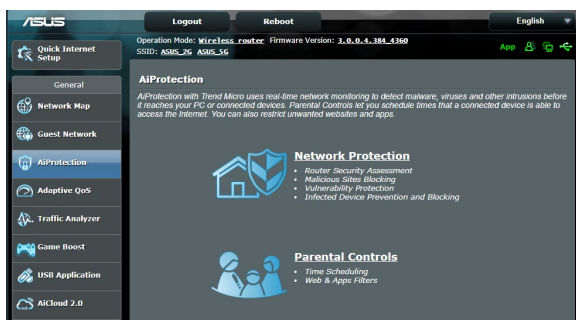 ASUS
Logout
Reboot
English
Quick Internet
Setup
Operation Mode: Wireless router Firmware Version: 3.0.0.4.384_4360
SSID: ASUS_2G ASUS_5G
App
General
Network Map
Guest Network
AiProtection
Adaptive QoS
Traffic Analyzer
Game Boost
USB Application
AiCloud 2.0
AiProtection
AiProtection with Trend Micro uses real-time network monitoring to detect malware, viruses and other intrusions before
it reaches your PC or connected devices. Parental Controls let you schedule times that a connected device is able to
access the Internet. You can also restrict unwanted websites and apps.
Network Protection
• Router Security Assessment
• Malicious Sites Blocking
• Vulnerability Protection
• Infected Device Prevention and Blocking
Parental Controls
• Time Scheduling
• Web & Apps Filters